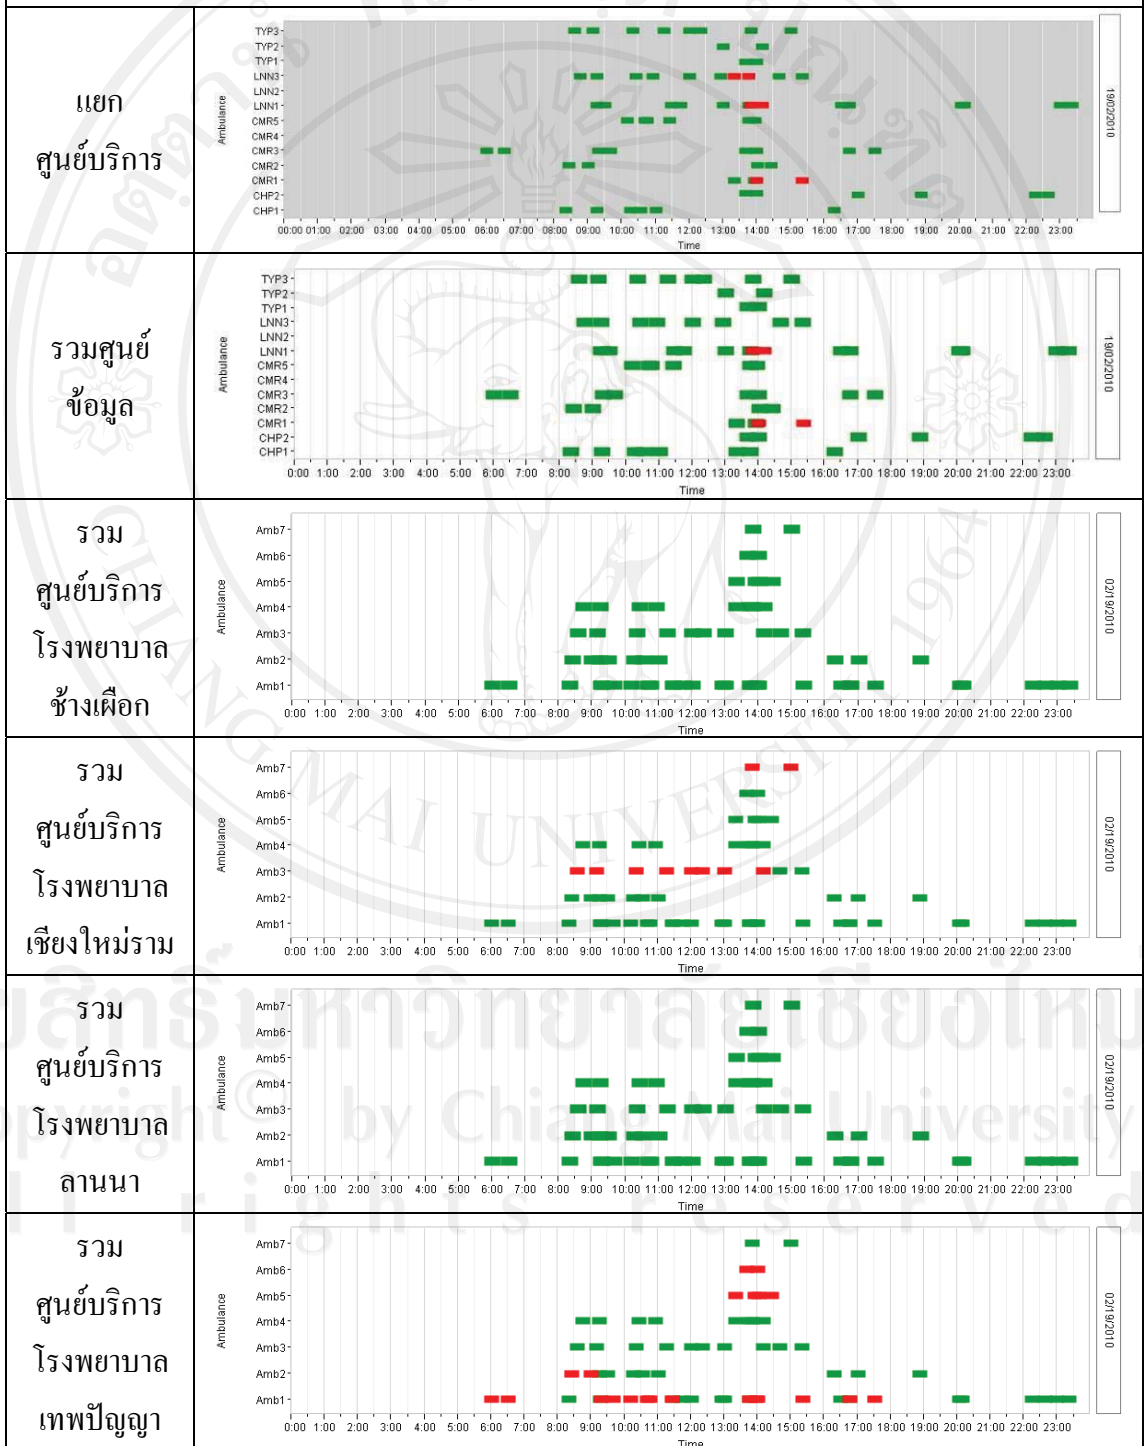 แยก
ศูนย์บริการ
Ambulance
TYP3
TYP2
TYP1
LNN3
LNN2
LNN1
CMR5
CMR4
CMR3
CMR2
CMR1
CHP2
CHP1
00:00 01:00 02:00 03:00 04:00 05:00 06:00 07:00 08:00 09:00 10:00 11:00 12:00 13:00 14:00 15:00 16:00 17:00 18:00 19:00 20:00 21:00 22:00 23:00
Time
19/02/2010
รวมศูนย์
ข้อมูล
Ambulance
TYP3
TYP2
TYP1
LNN3
LNN2
LNN1
CMR5
CMR4
CMR3
CMR2
CMR1
CHP2
CHP1
0:00 1:00 2:00 3:00 4:00 5:00 6:00 7:00 8:00 9:00 10:00 11:00 12:00 13:00 14:00 15:00 16:00 17:00 18:00 19:00 20:00 21:00 22:00 23:00
Time
19/02/2010
รวม
ศูนย์บริการ
โรงพยาบาล
ช้างเผือก
Ambulance
Amb7
Amb6
Amb5
Amb4
Amb3
Amb2
Amb1
0:00 1:00 2:00 3:00 4:00 5:00 6:00 7:00 8:00 9:00 10:00 11:00 12:00 13:00 14:00 15:00 16:00 17:00 18:00 19:00 20:00 21:00 22:00 23:00
Time
02/19/2010
รวม
ศูนย์บริการ
โรงพยาบาล
เชียงใหม่ราม
Ambulance
Amb7
Amb6
Amb5
Amb4
Amb3
Amb2
Amb1
0:00 1:00 2:00 3:00 4:00 5:00 6:00 7:00 8:00 9:00 10:00 11:00 12:00 13:00 14:00 15:00 16:00 17:00 18:00 19:00 20:00 21:00 22:00 23:00
Time
02/19/2010
รวม
ศูนย์บริการ
โรงพยาบาล
ลานนา
Ambulance
Amb7
Amb6
Amb5
Amb4
Amb3
Amb2
Amb1
0:00 1:00 2:00 3:00 4:00 5:00 6:00 7:00 8:00 9:00 10:00 11:00 12:00 13:00 14:00 15:00 16:00 17:00 18:00 19:00 20:00 21:00 22:00 23:00
Time
02/19/2010
รวม
ศูนย์บริการ
โรงพยาบาล
เทพปัญญา
Ambulance
Amb7
Amb6
Amb5
Amb4
Amb3
Amb2
Amb1
0:00 1:00 2:00 3:00 4:00 5:00 6:00 7:00 8:00 9:00 10:00 11:00 12:00 13:00 14:00 15:00 16:00 17:00 18:00 19:00 20:00 21:00 22:00 23:00
Time
02/19/2010
CHIANG MAI UNIVERSITY 1964
by Chiang Mai University
rights reserved